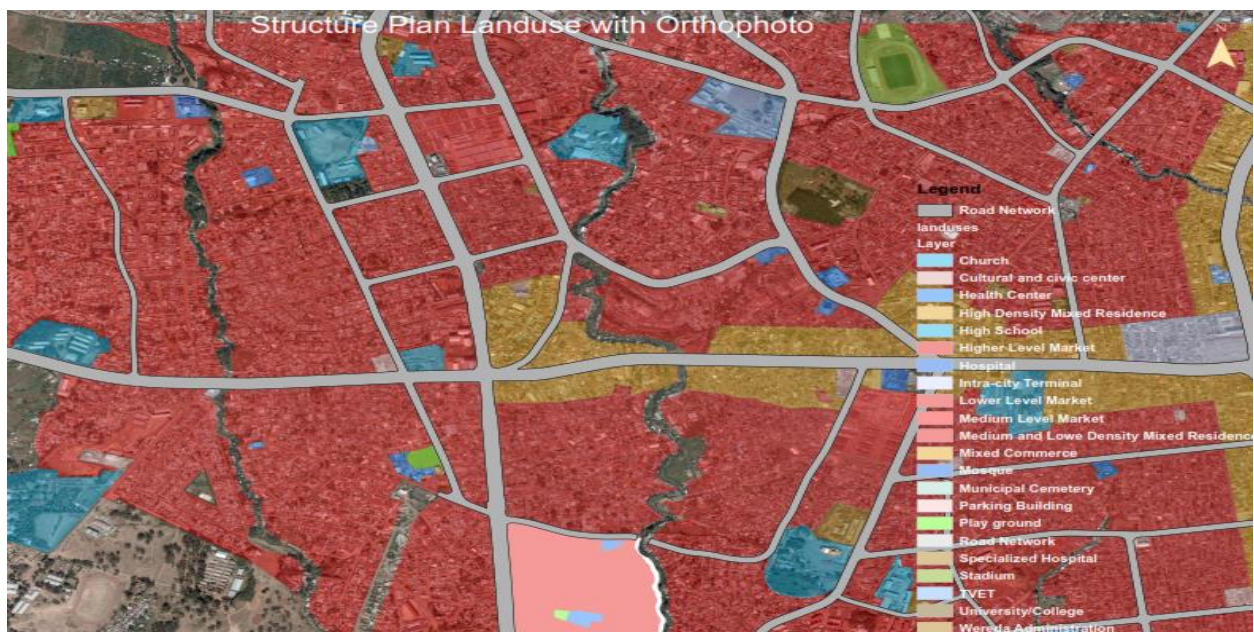 Structure Plan Landuse with Orthophoto
N
Legend
Road Network
landuses
Layer
Church
Cultural and civic center
Health Center
High Density Mixed Residence
High School
Higher Level Market
Hospital
Intra-city Terminal
Lower Level Market
Medium Level Market
Medium and Lowe Density Mixed Residence
Mixed Commerce
Mosque
Municipal Cemetery
Parking Building
Play ground
Road Network
Specialized Hospital
Stadium
TVET
University/College
Wereda Administration